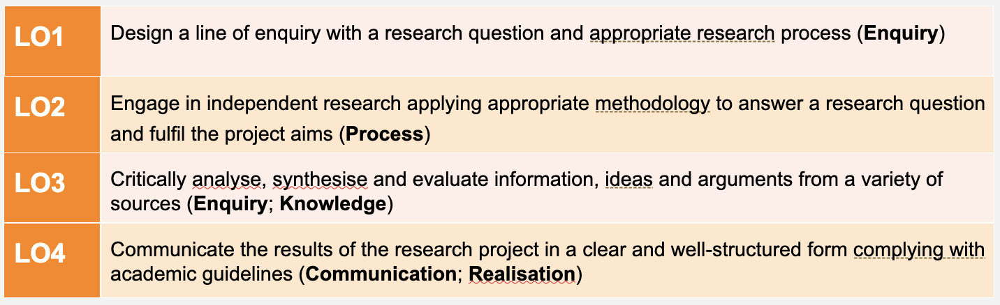 LO1
Design a line of enquiry with a research question and appropriate research process (Enquiry)
LO2
Engage in independent research applying appropriate methodology to answer a research question
and fulfil the project aims (Process)
LO3
Critically analyse, synthesise and evaluate information, ideas and arguments from a variety of
sources (Enquiry; Knowledge)
LO4
Communicate the results of the research project in a clear and well-structured form complying with
academic guidelines (Communication; Realisation)